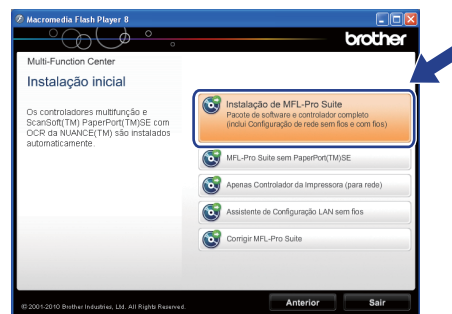 Macromedia Flash Player 8
brother
Multi-Function Center
Instalação inicial
Os controladores multifunção e
ScanSoft(TM) PaperPort(TM)SE com
OCR da NUANCE(TM) são instalados
automaticamente.
Instalação de MFL-Pro Suite
Pacote de software e controlador completo
(inclui Configuração de rede sem fios e com fios)
MFL-Pro Suite sem PaperPort(TM)SE
Apenas Controlador da Impressora (para rede)
Assistente de Configuração LAN sem fios
Corrigir MFL-Pro Suite
© 2001-2010 Brother Industries, Ltd. All Rights Reserved.
Anterior
Sair